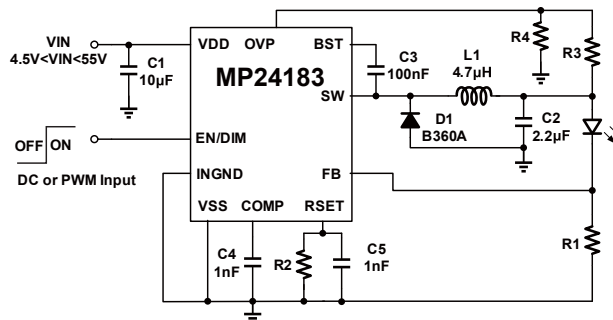 VIN
4.5V<VIN<55V
C1
10µF
VDD
OVP
BST
MP24183
SW
C3
100nF
L1
4.7µH
R4
R3
D1
B360A
C2
2.2µF
OFF
ON
EN/DIM
DC or PWM Input
INGND
FB
VSS
COMP
RSET
C4
1nF
R2
C5
1nF
R1